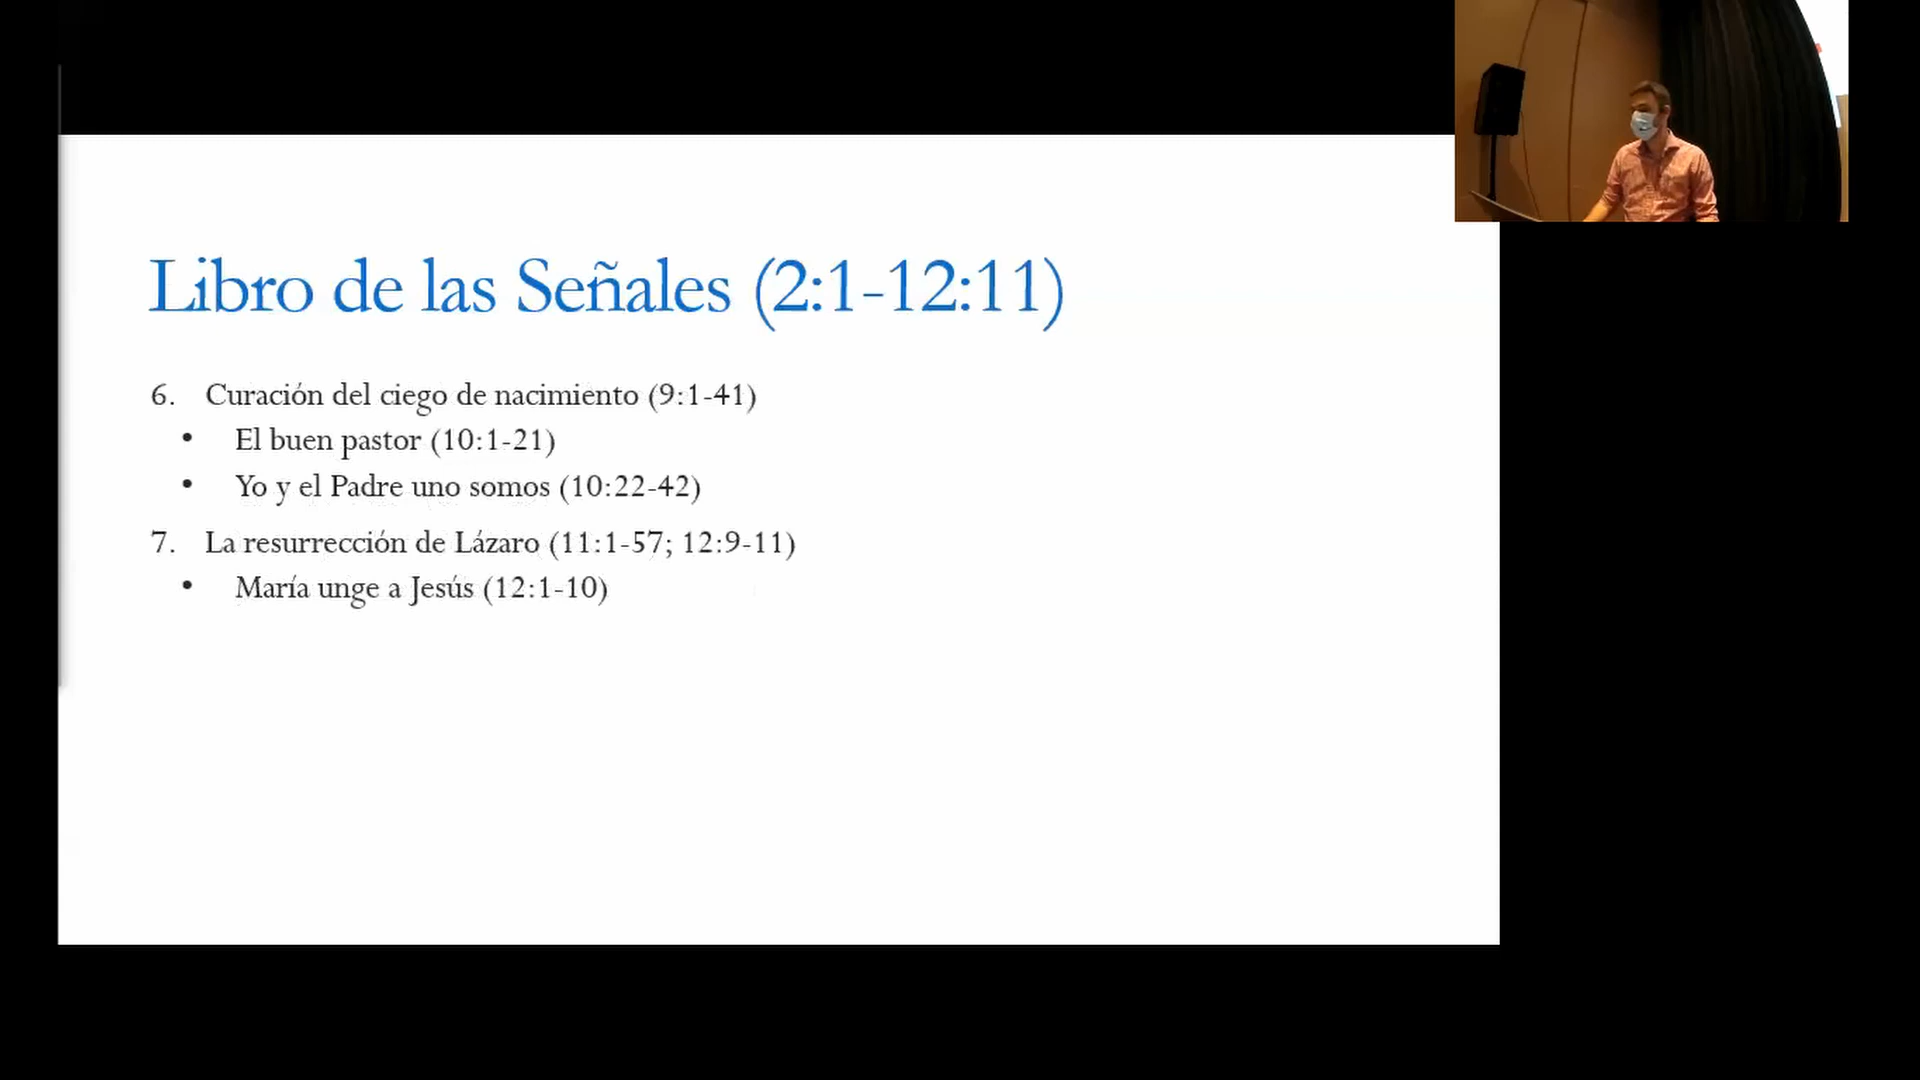 Libro de las Señales (2:1-12:11)
6. Curación del ciego de nacimiento (9:1-41)
• El buen pastor (10:1-21)
• Yo y el Padre uno somos (10:22-42)
7. La resurrección de Lázaro (11:1-57; 12:9-11)
• María unge a Jesús (12:1-10)